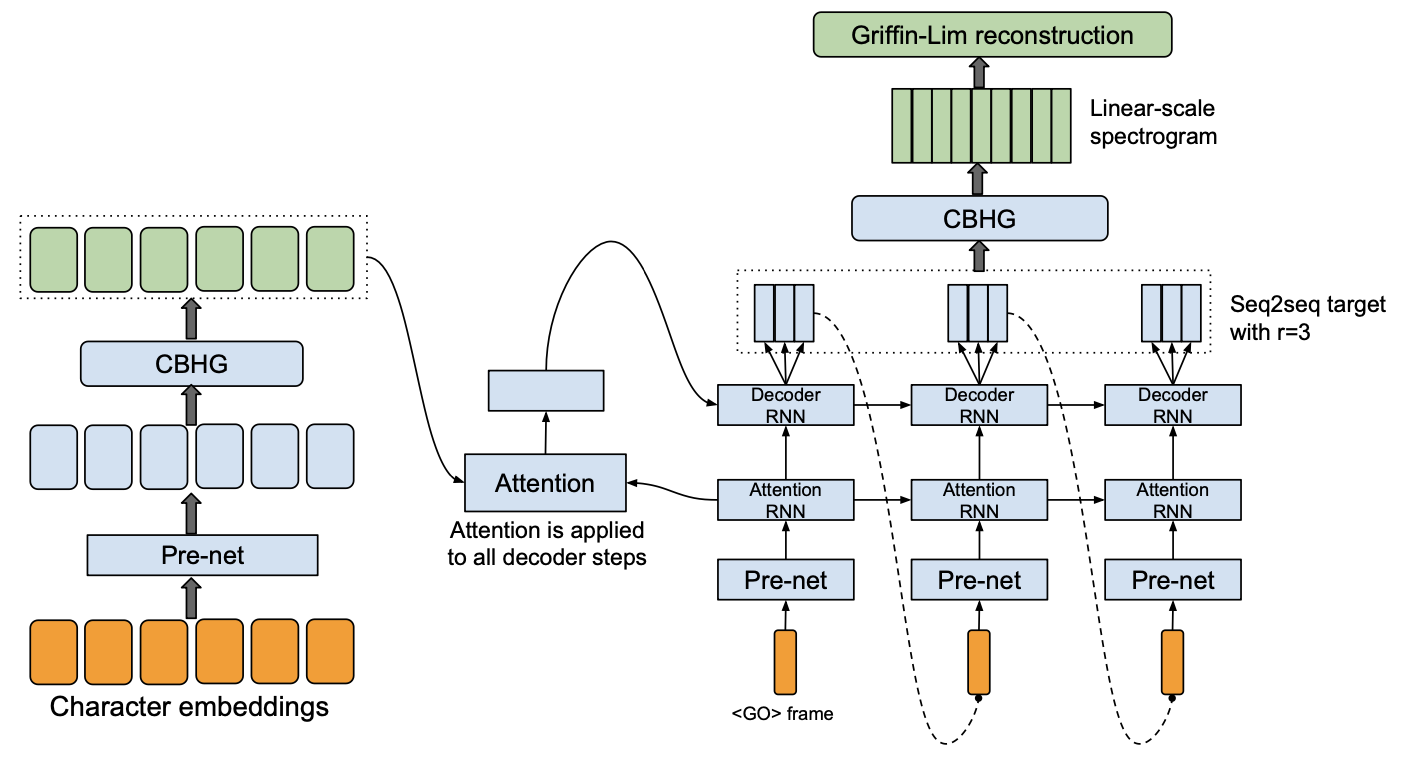 Griffin-Lim reconstruction
Linear-scale
spectrogram
CBHG
Seq2seq target
with r=3
CBHG
Decoder
RNN
Decoder
RNN
Decoder
RNN
Attention
Attention
RNN
Attention
RNN
Attention
RNN
Attention is applied
to all decoder steps
Pre-net
Pre-net
Pre-net
Pre-net
Character embeddings
<GO> frame